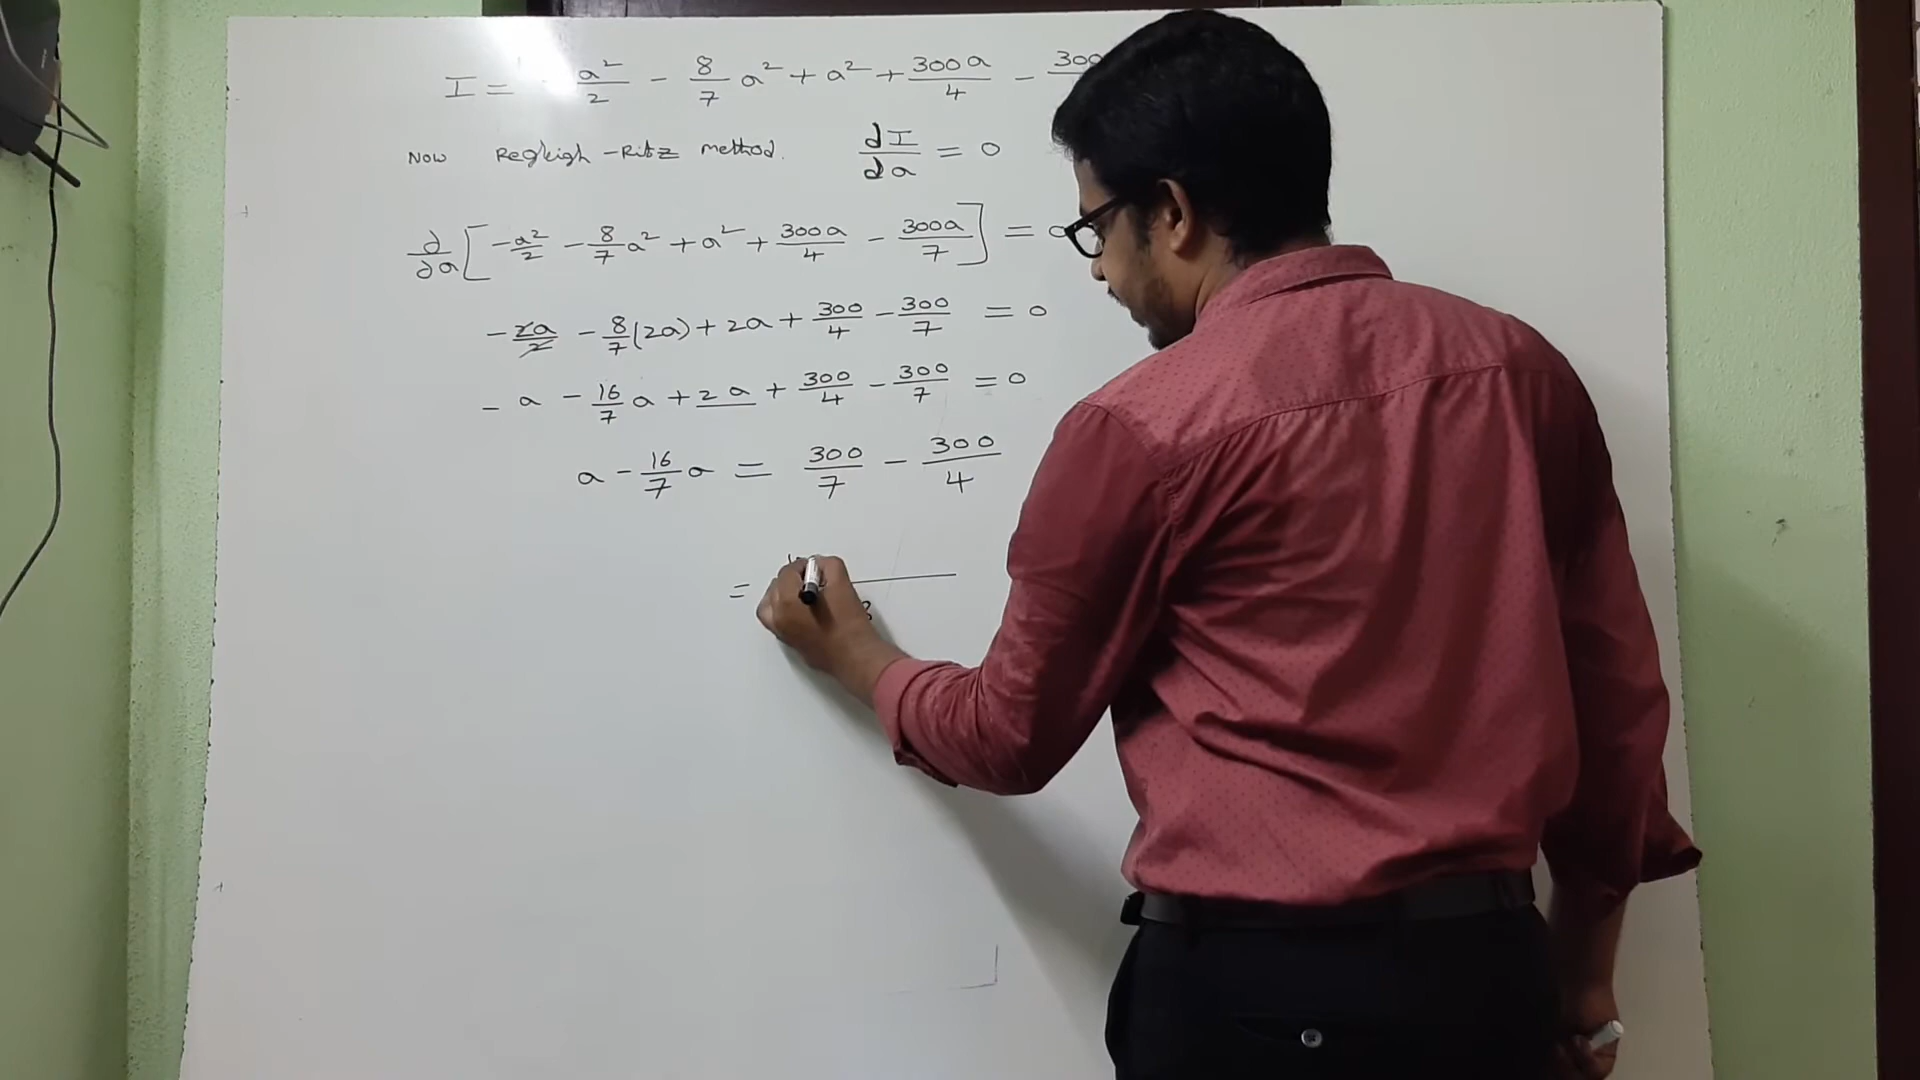 I = - a²/2 - 8/7 a² + a² + 300a/4 - 300
Now Regleigh-Ritz method. dI/da = 0
∂/∂a [ -a²/2 - 8/7 a² + a² + 300a/4 - 300a/7 ] = 0
- 2a/2 - 8/7 (2a) + 2a + 300/4 - 300/7 = 0
- a - 16/7 a + 2a + 300/4 - 300/7 = 0
a - 16/7 a = 300/7 - 300/4
=